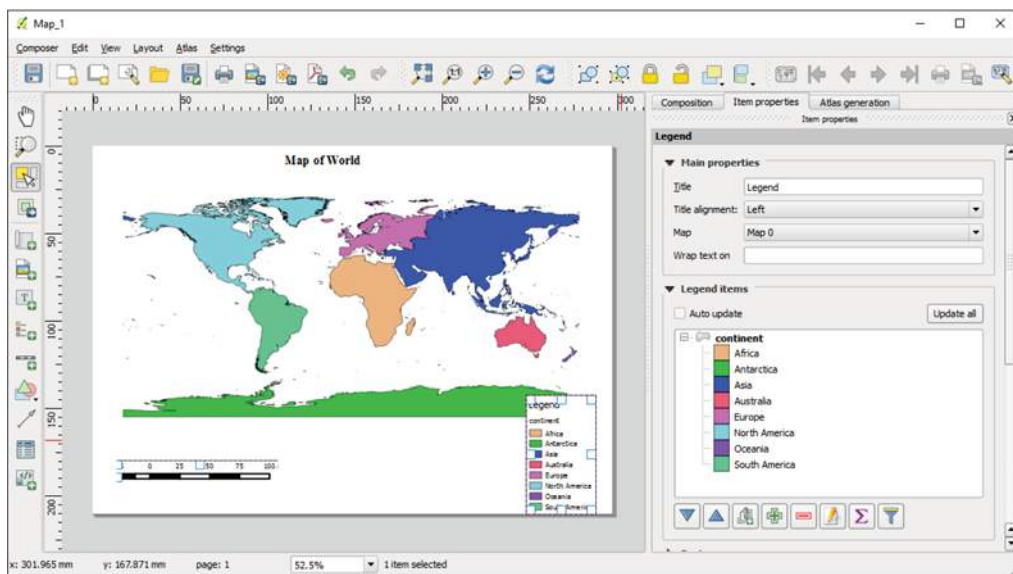 Map_1
Composer Edit View Layout Atlas Settings
0 50 100 150 200 250 300
Composition Item properties Atlas generation
Item properties
Legend
Main properties
Title Legend
Title alignment: Left
Map Map 0
Wrap text on
Legend items
Auto update Update all
continent
Africa
Antarctica
Asia
Australia
Europe
North America
Oceania
South America
0
50
100
150
200
Map of World
Legend
continent
Africa
Antarctica
Asia
Australia
Europe
North America
Oceania
South America
0 25 50 75 100
x: 301.965 mm y: 167.871 mm page: 1 52.5% 1 item selected